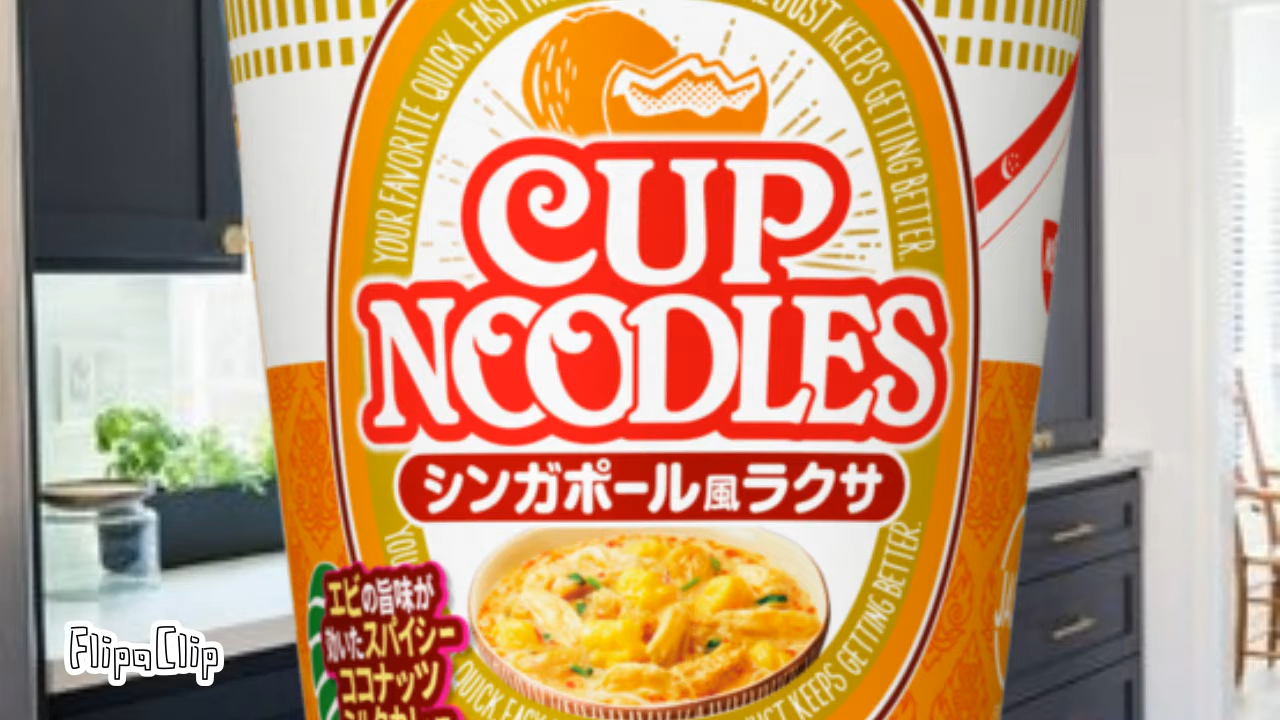 YOUR FAVORITE QUICK, EASY
JUST KEEPS GETTING BETTER.
CUP
NOODLES
シンガポール風ラクサ
エビの旨味が
効いたスパイシー
ココナッツ
QUICK, EASY
JUST KEEPS GETTING BETTER.
FlipaClip